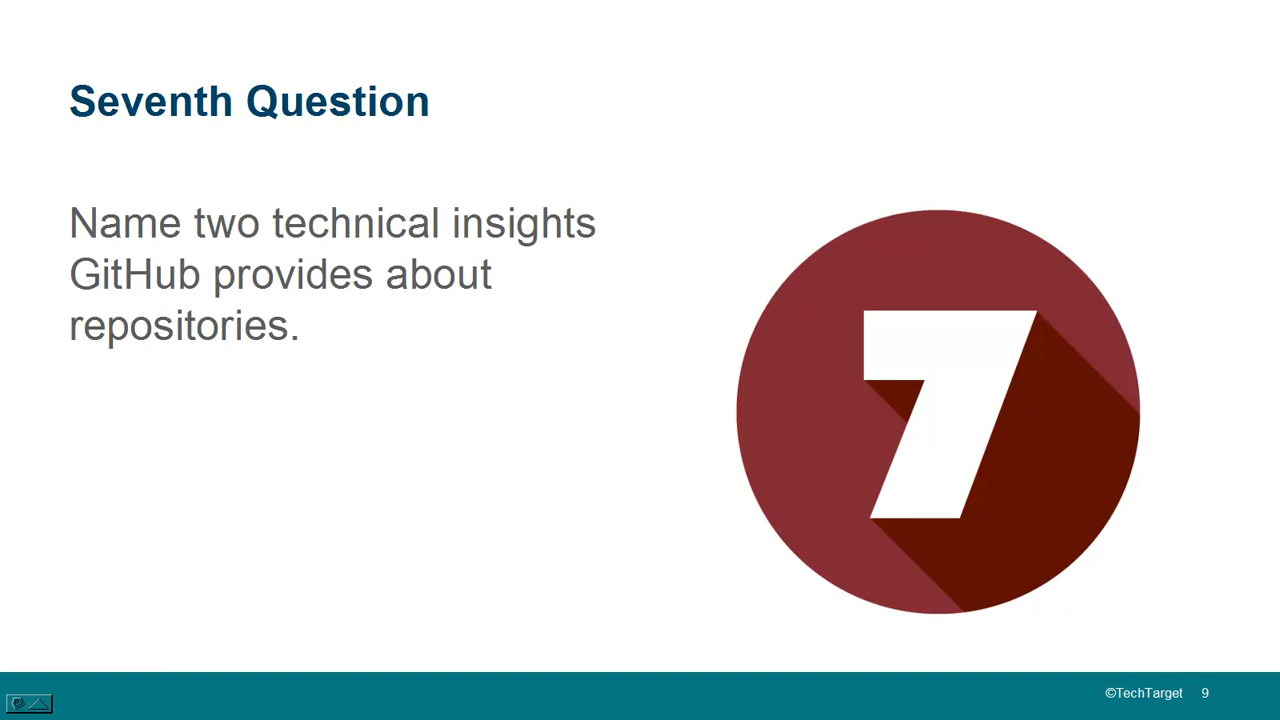 Seventh Question
Name two technical insights
GitHub provides about
repositories.
7
©TechTarget 9